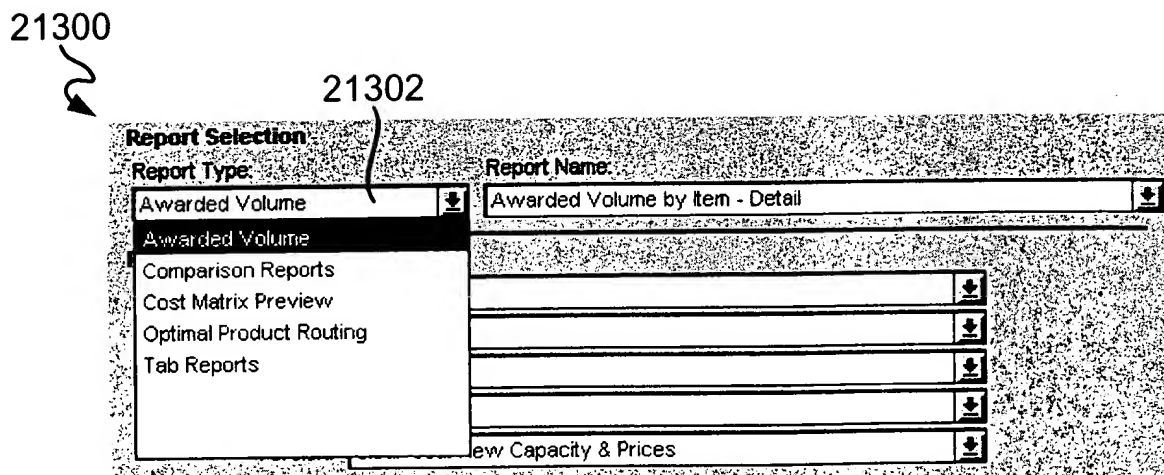 21300
21302
Report Selection
Report Type: Report Name:
Awarded Volume Awarded Volume by Item - Detail
Awarded Volume
Comparison Reports
Cost Matrix Preview
Optimal Product Routing
Tab Reports
Capacity & Prices